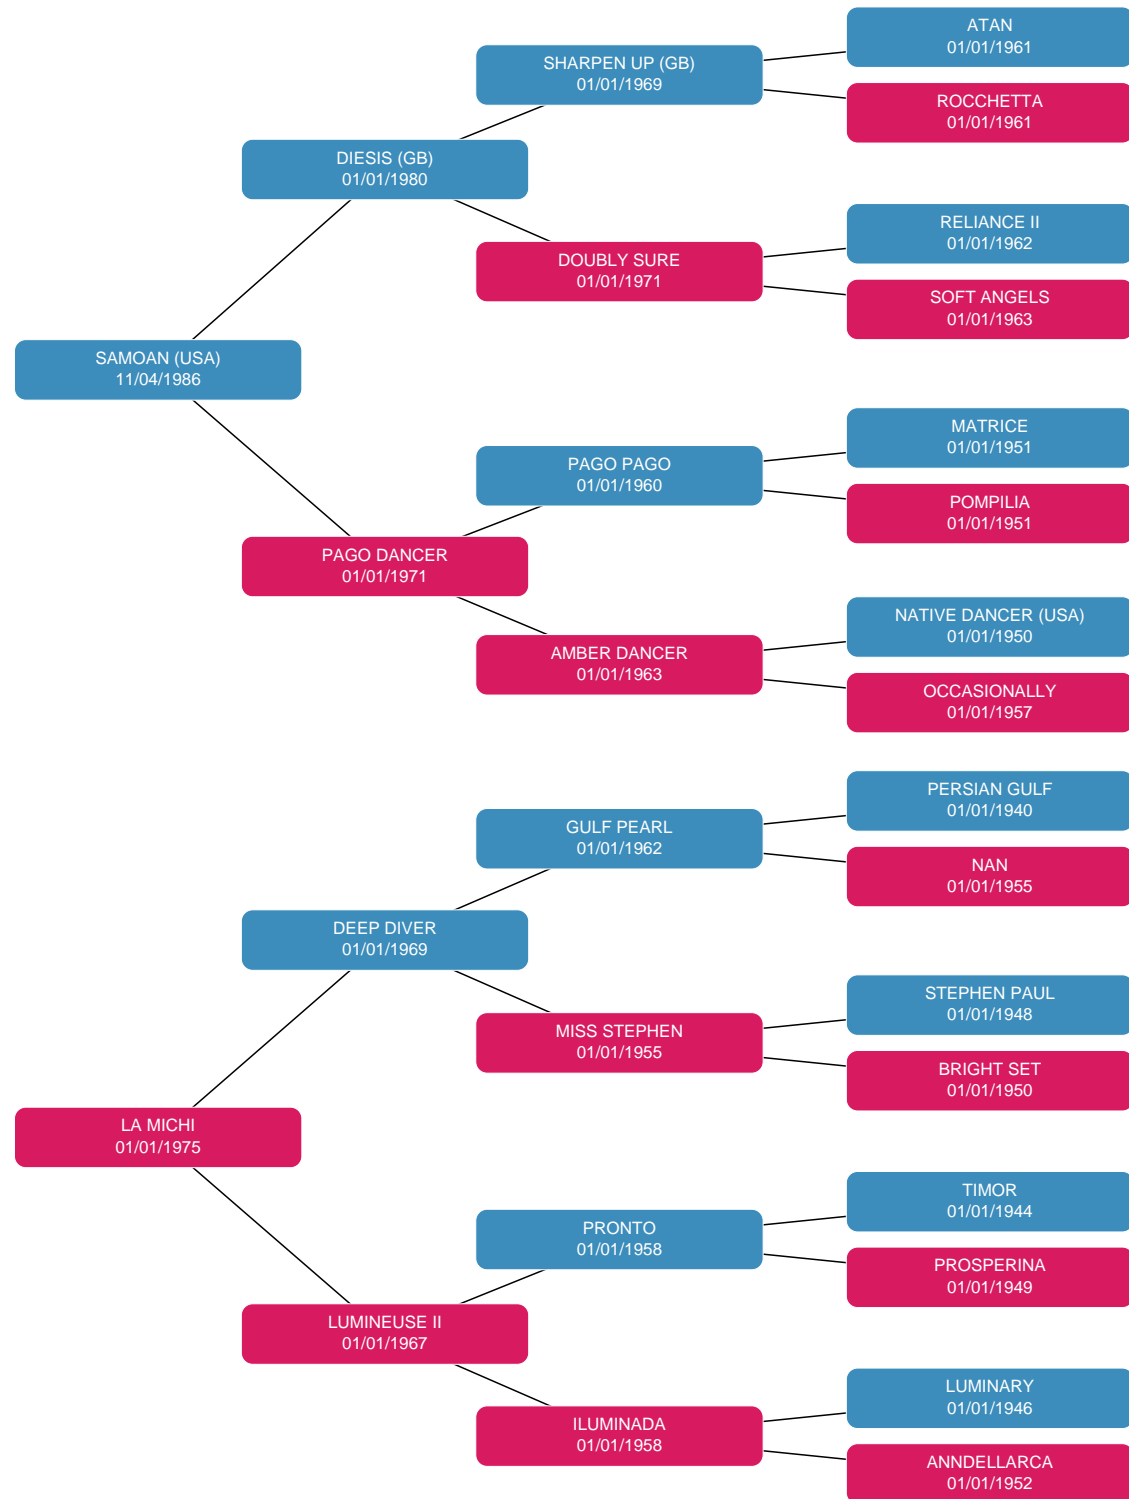 ATAN
01/01/1961
SHARPEN UP (GB)
01/01/1969
ROCCHETTA
01/01/1961
DIESIS (GB)
01/01/1980
RELIANCE II
01/01/1962
DOUBLY SURE
01/01/1971
SOFT ANGELS
01/01/1963
SAMOAN (USA)
11/04/1986
MATRICE
01/01/1951
PAGO PAGO
01/01/1960
POMPILIA
01/01/1951
PAGO DANCER
01/01/1971
NATIVE DANCER (USA)
01/01/1950
AMBER DANCER
01/01/1963
OCCASIONALLY
01/01/1957
PERSIAN GULF
01/01/1940
GULF PEARL
01/01/1962
NAN
01/01/1955
DEEP DIVER
01/01/1969
STEPHEN PAUL
01/01/1948
MISS STEPHEN
01/01/1955
BRIGHT SET
01/01/1950
LA MICHI
01/01/1975
TIMOR
01/01/1944
PRONTO
01/01/1958
PROSPERINA
01/01/1949
LUMINEUSE II
01/01/1967
LUMINARY
01/01/1946
ILUMINADA
01/01/1958
ANNDELLARCA
01/01/1952